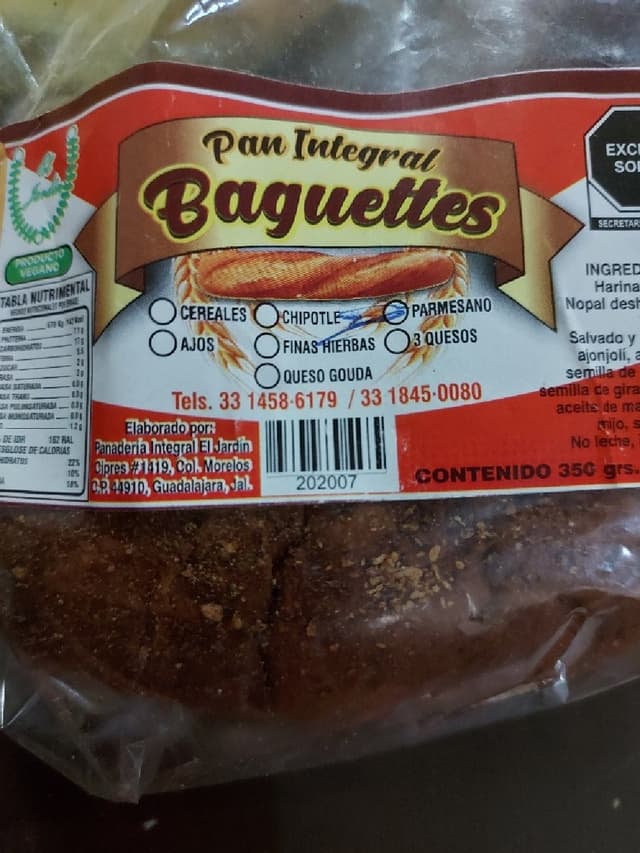 Pan Integral
Baguettes
El Jardin
PRODUCTO
VEGANO
CEREALES
CHIPOTLE
PARMESANO
AJOS
FINAS HIERBAS
3 QUESOS
QUESO GOUDA
Tels. 33 1458-6179 / 33 1845-0080
Elaborado por:
Panadería Integral El Jardín
Cipres #1419, Col. Morelos
C.P. 44910, Guadalajara, Jal.
202007
CONTENIDO 350 grs.
TABLA NUTRIMENTAL
EXC
SO
SECRETAR
INGRED
Harina
Nopal des
Salvado y
ajonjolí, a
semilla de
semilla de gira
aceite de ma
mijo, s
No leche,